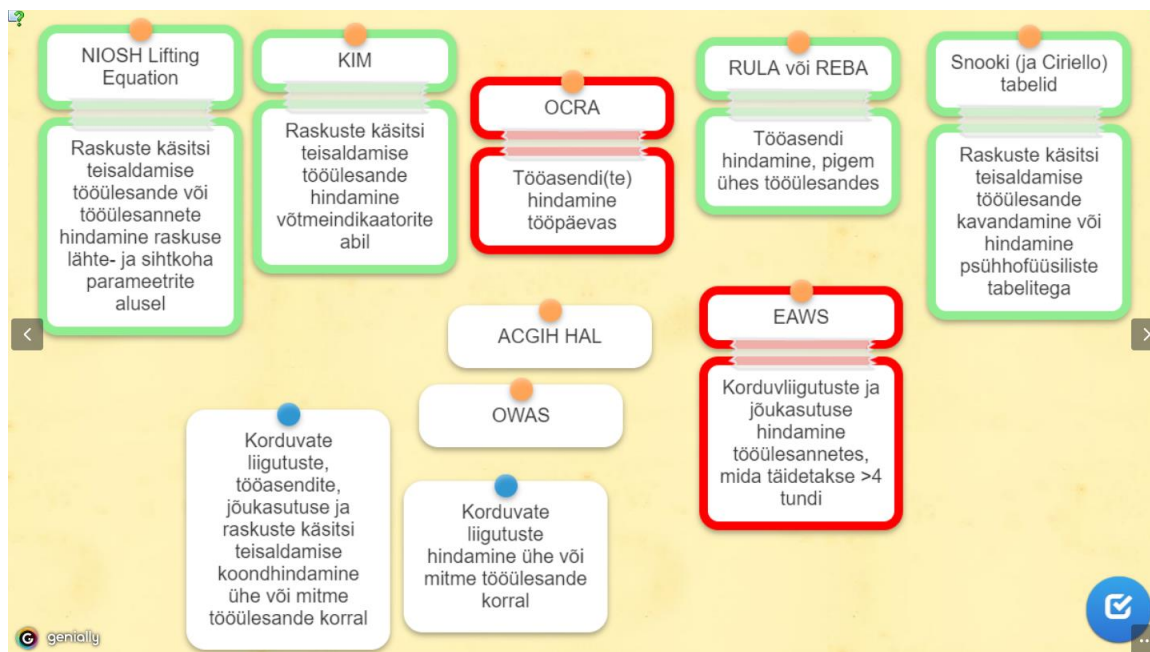 NIOSH Lifting
Equation
Raskuste käsitsi
teisaldamise
tööülesande või
tööülesannete
hindamine raskuse
lähte- ja sihtkoha
parameetrite
alusel
KIM
Raskuste käsitsi
teisaldamise
tööülesande
hindamine
võtmeindikaatorite
abil
OCRA
Tööasendi(te)
hindamine
tööpäevas
RULA või REBA
Tööasendi
hindamine, pigem
ühes tööülesandes
Snooki (ja Ciriello)
tabelid
Raskuste käsitsi
teisaldamise
tööülesande
kavandamine või
hindamine
psühhofüüsiliste
tabelitega
ACGIH HAL
OWAS
EAWS
Korduvliigutuste ja
jõukasutuse
hindamine
tööülesannetes,
mida täidetakse >4
tundi
Korduvate
liigutuste,
tööasendite,
jõukasutuse ja
raskuste käsitsi
teisaldamise
koondhindamine
ühe või mitme
tööülesande korral
Korduvate
liigutuste
hindamine ühe või
mitme tööülesande
korral
genially